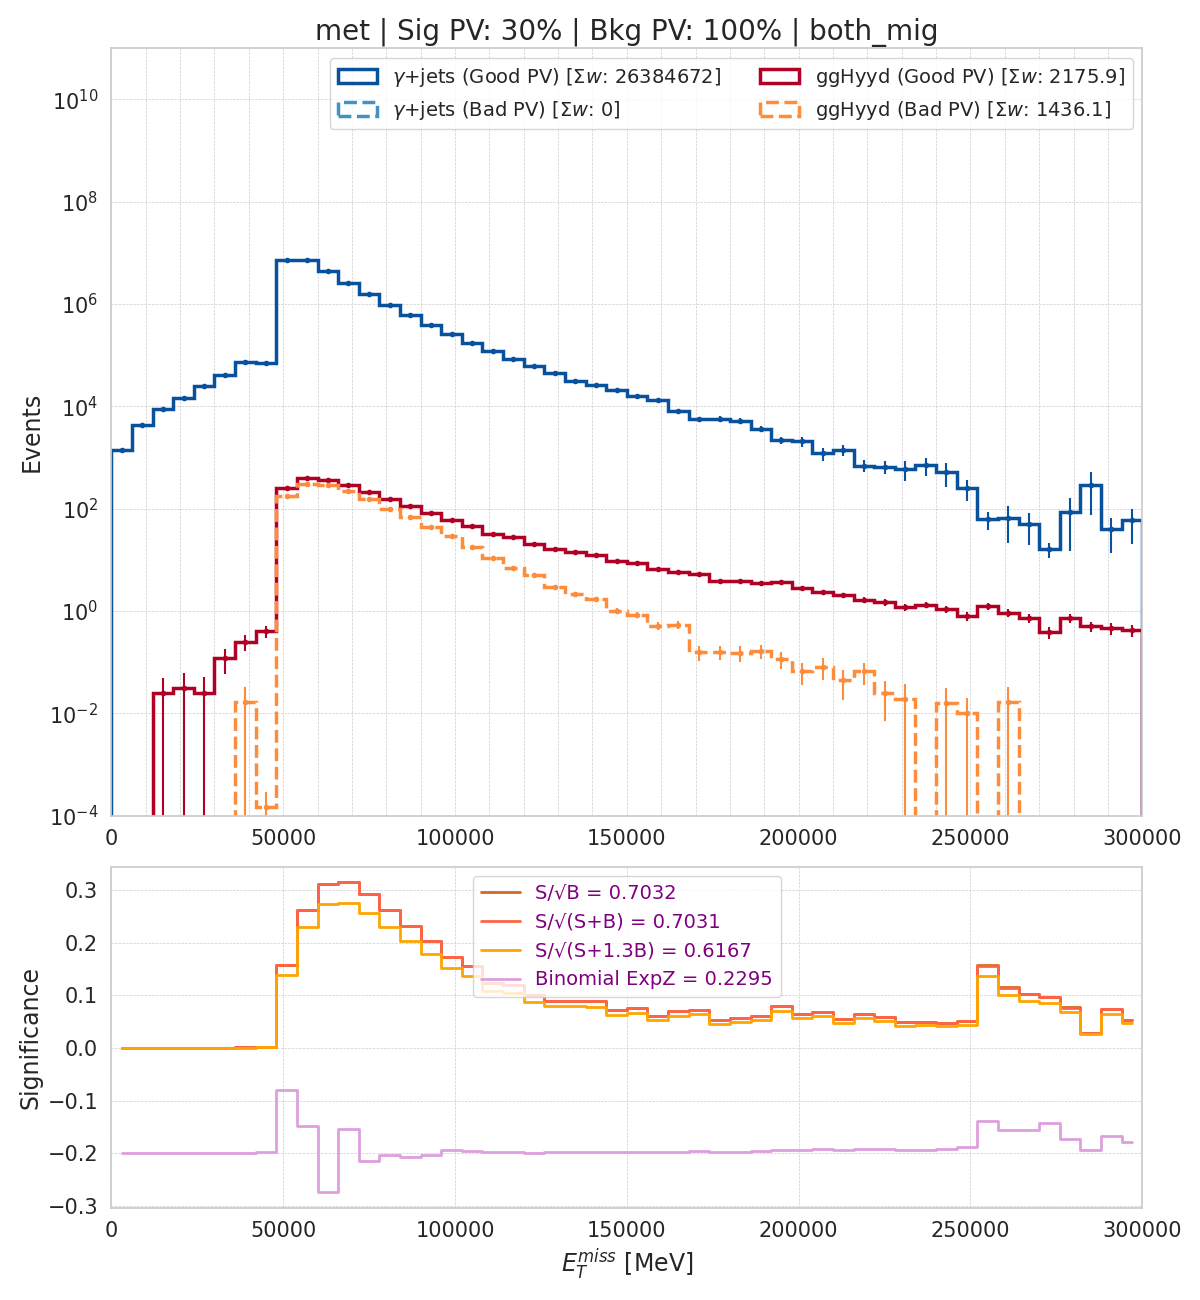 met | Sig PV: 30% | Bkg PV: 100% | both_mig
γ+jets (Good PV) [Σw: 26384672]
γ+jets (Bad PV) [Σw: 0]
ggHyyd (Good PV) [Σw: 2175.9]
ggHyyd (Bad PV) [Σw: 1436.1]
Events
10^10
10^8
10^6
10^4
10^2
10^0
10^−2
10^−4
0 50000 100000 150000 200000 250000 300000
S/√B = 0.7032
S/√(S+B) = 0.7031
S/√(S+1.3B) = 0.6167
Binomial ExpZ = 0.2295
Significance
0.3
0.2
0.1
0.0
−0.1
−0.2
−0.3
0 50000 100000 150000 200000 250000 300000
E_T^miss [MeV]